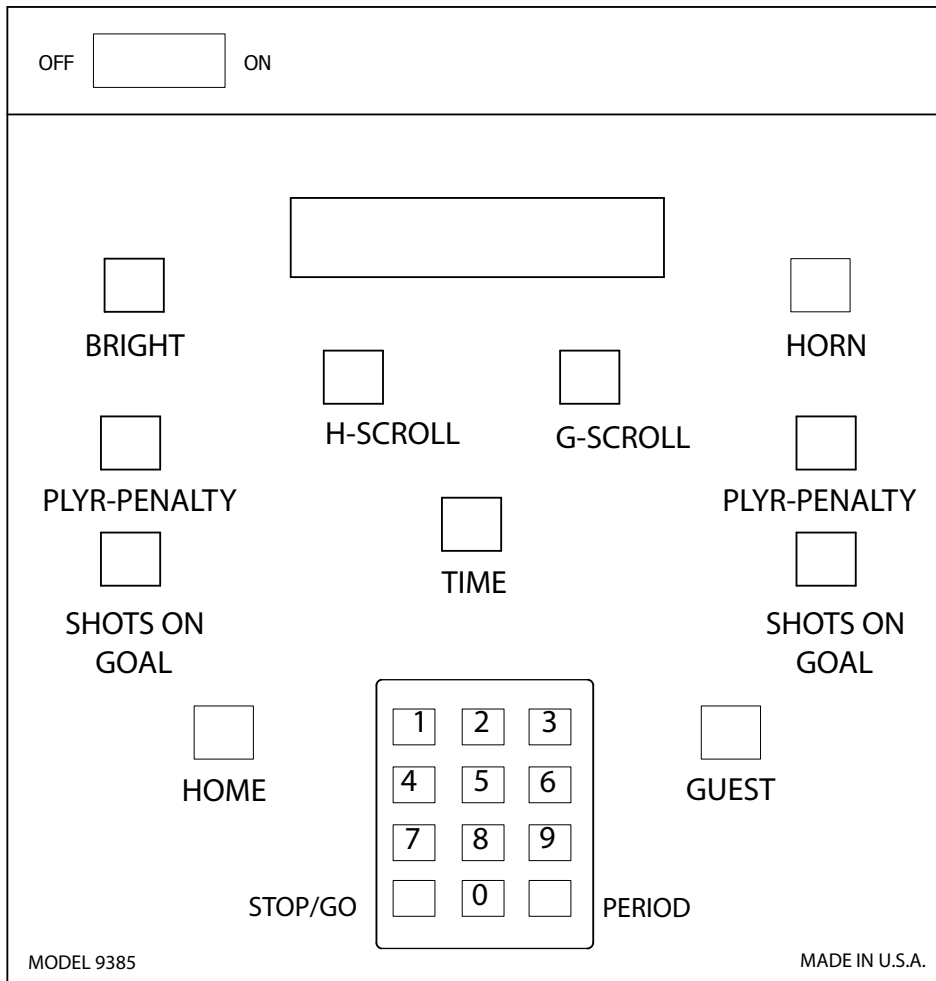 OFF ON
BRIGHT HORN
H-SCROLL G-SCROLL
PLYR-PENALTY PLYR-PENALTY
TIME
SHOTS ON
GOAL
SHOTS ON
GOAL
1 2 3
HOME 4 5 6 GUEST
7 8 9
STOP/GO 0 PERIOD
MODEL 9385 MADE IN U.S.A.